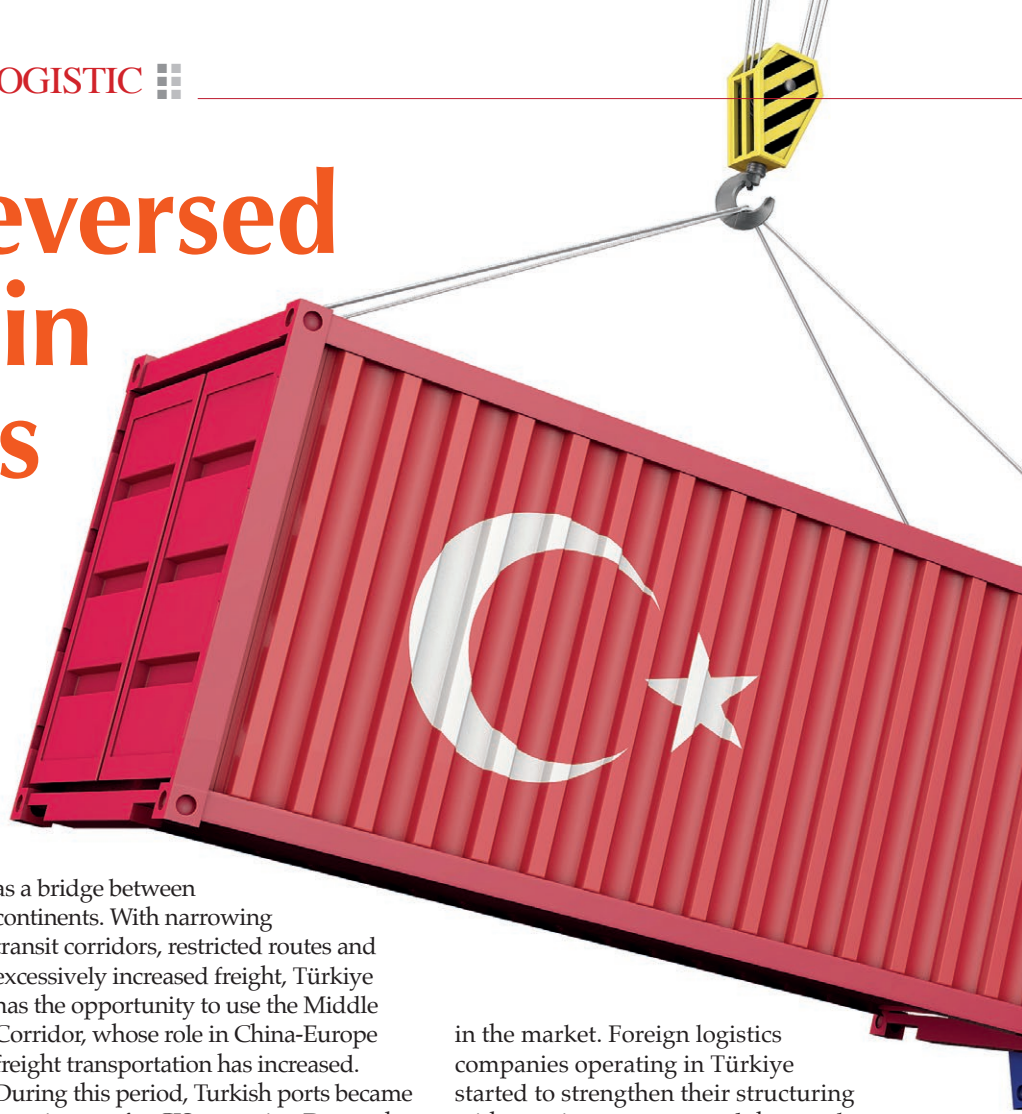 OGISTIC
eversed
in
s
as a bridge between
continents. With narrowing
transit corridors, restricted routes and
excessively increased freight, Türkiye
has the opportunity to use the Middle
Corridor, whose role in China-Europe
freight transportation has increased.
During this period, Turkish ports became
in the market. Foreign logistics
companies operating in Türkiye
started to strengthen their structuring